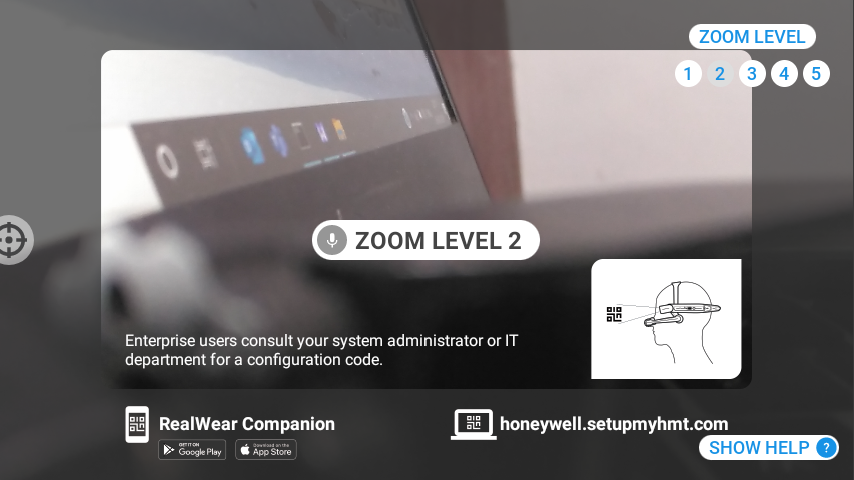 ZOOM LEVEL
1 2 3 4 5
ZOOM LEVEL 2
Enterprise users consult your system administrator or IT
department for a configuration code.
RealWear Companion
GET IT ON
Google Play
Download on the
App Store
honeywell.setupmyhmt.com
SHOW HELP ?